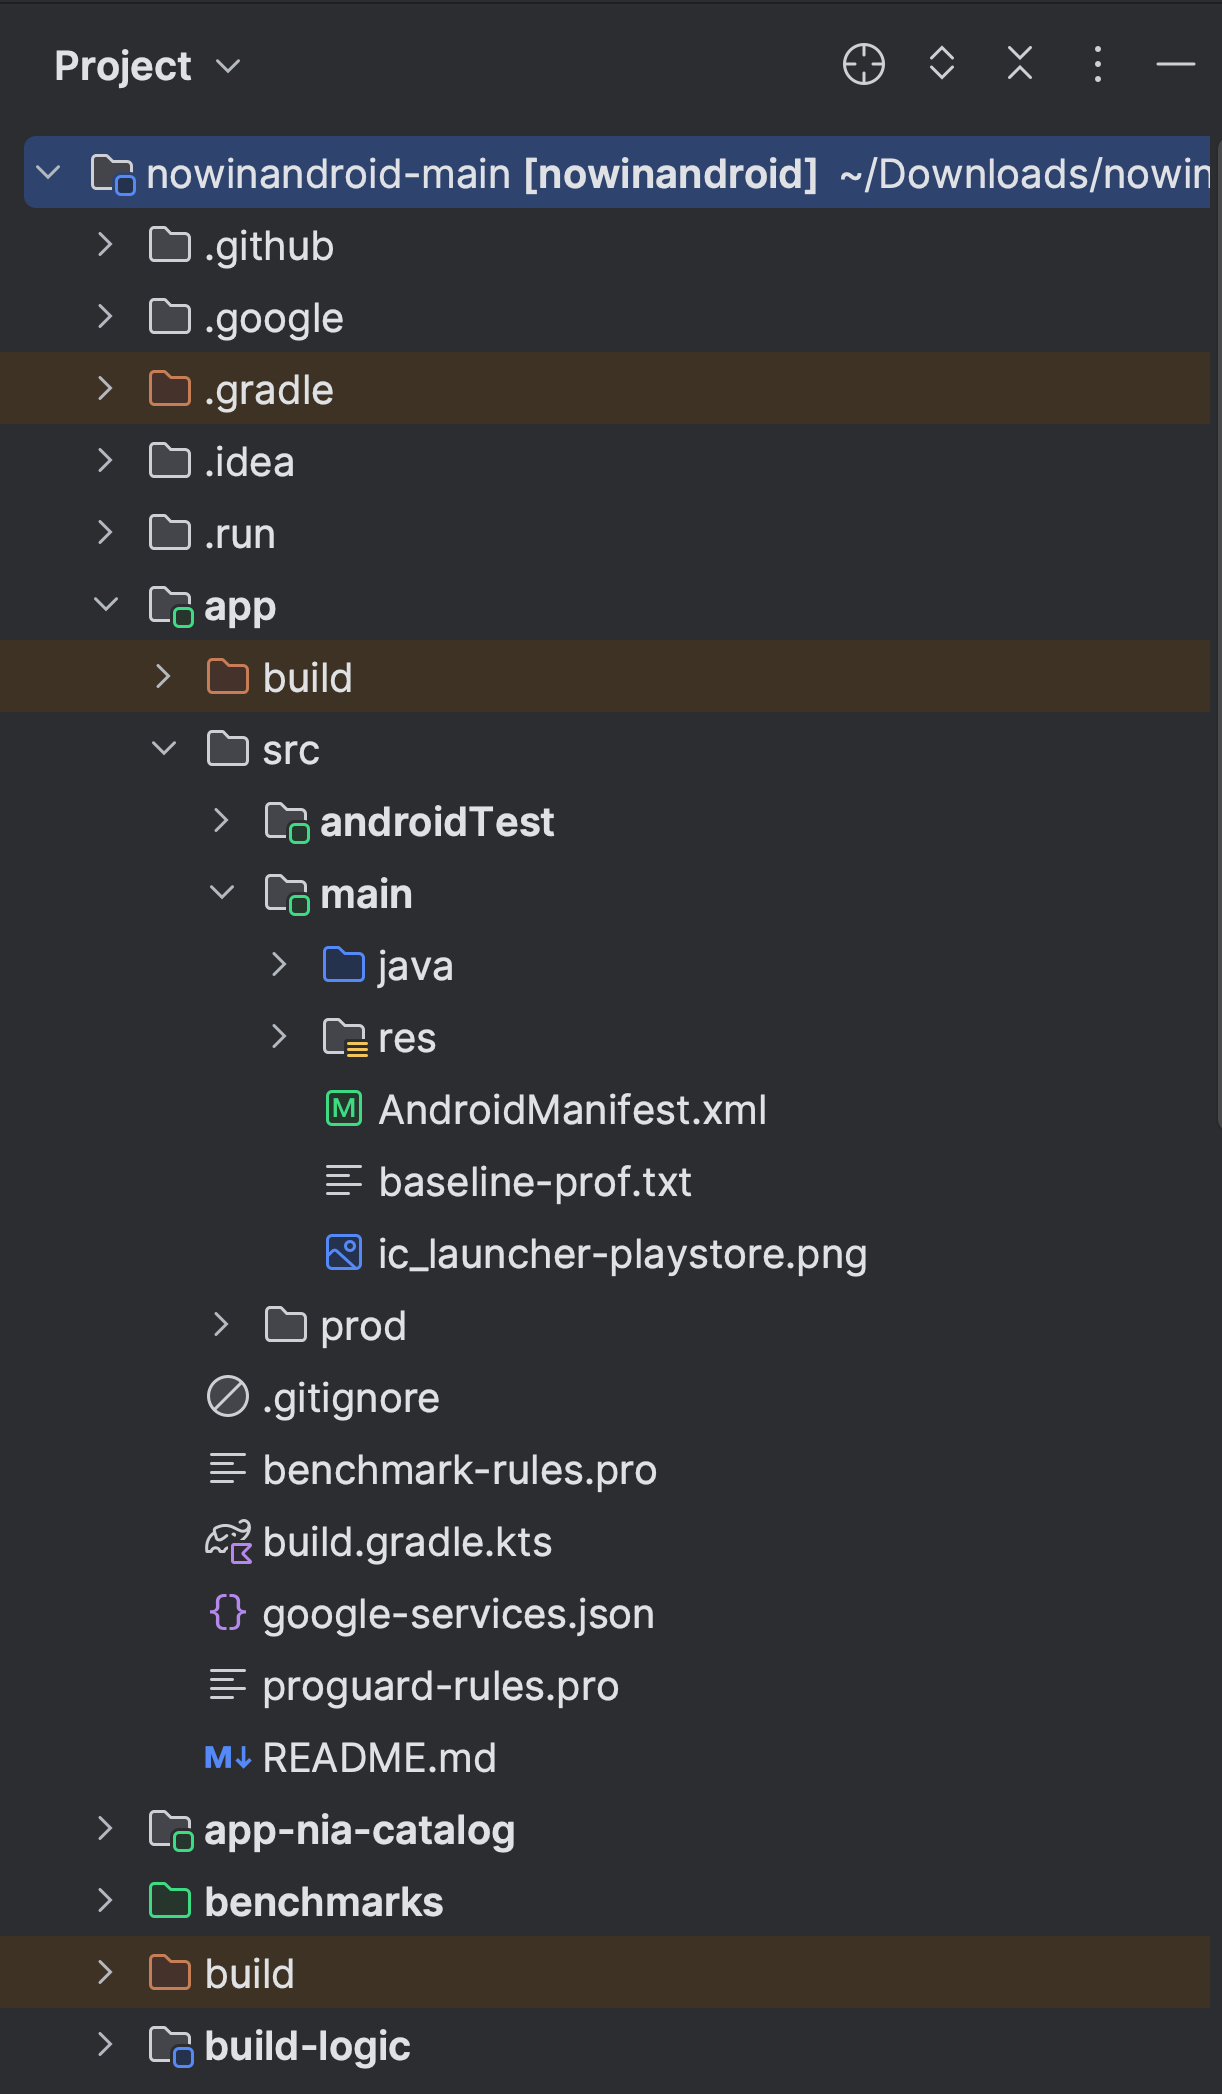 Project
nowinandroid-main [nowinandroid] ~/Downloads/nowin
.github
.google
.gradle
.idea
.run
app
build
src
androidTest
main
java
res
M AndroidManifest.xml
baseline-prof.txt
ic_launcher-playstore.png
prod
.gitignore
benchmark-rules.pro
build.gradle.kts
{} google-services.json
proguard-rules.pro
M↓ README.md
app-nia-catalog
benchmarks
build
build-logic